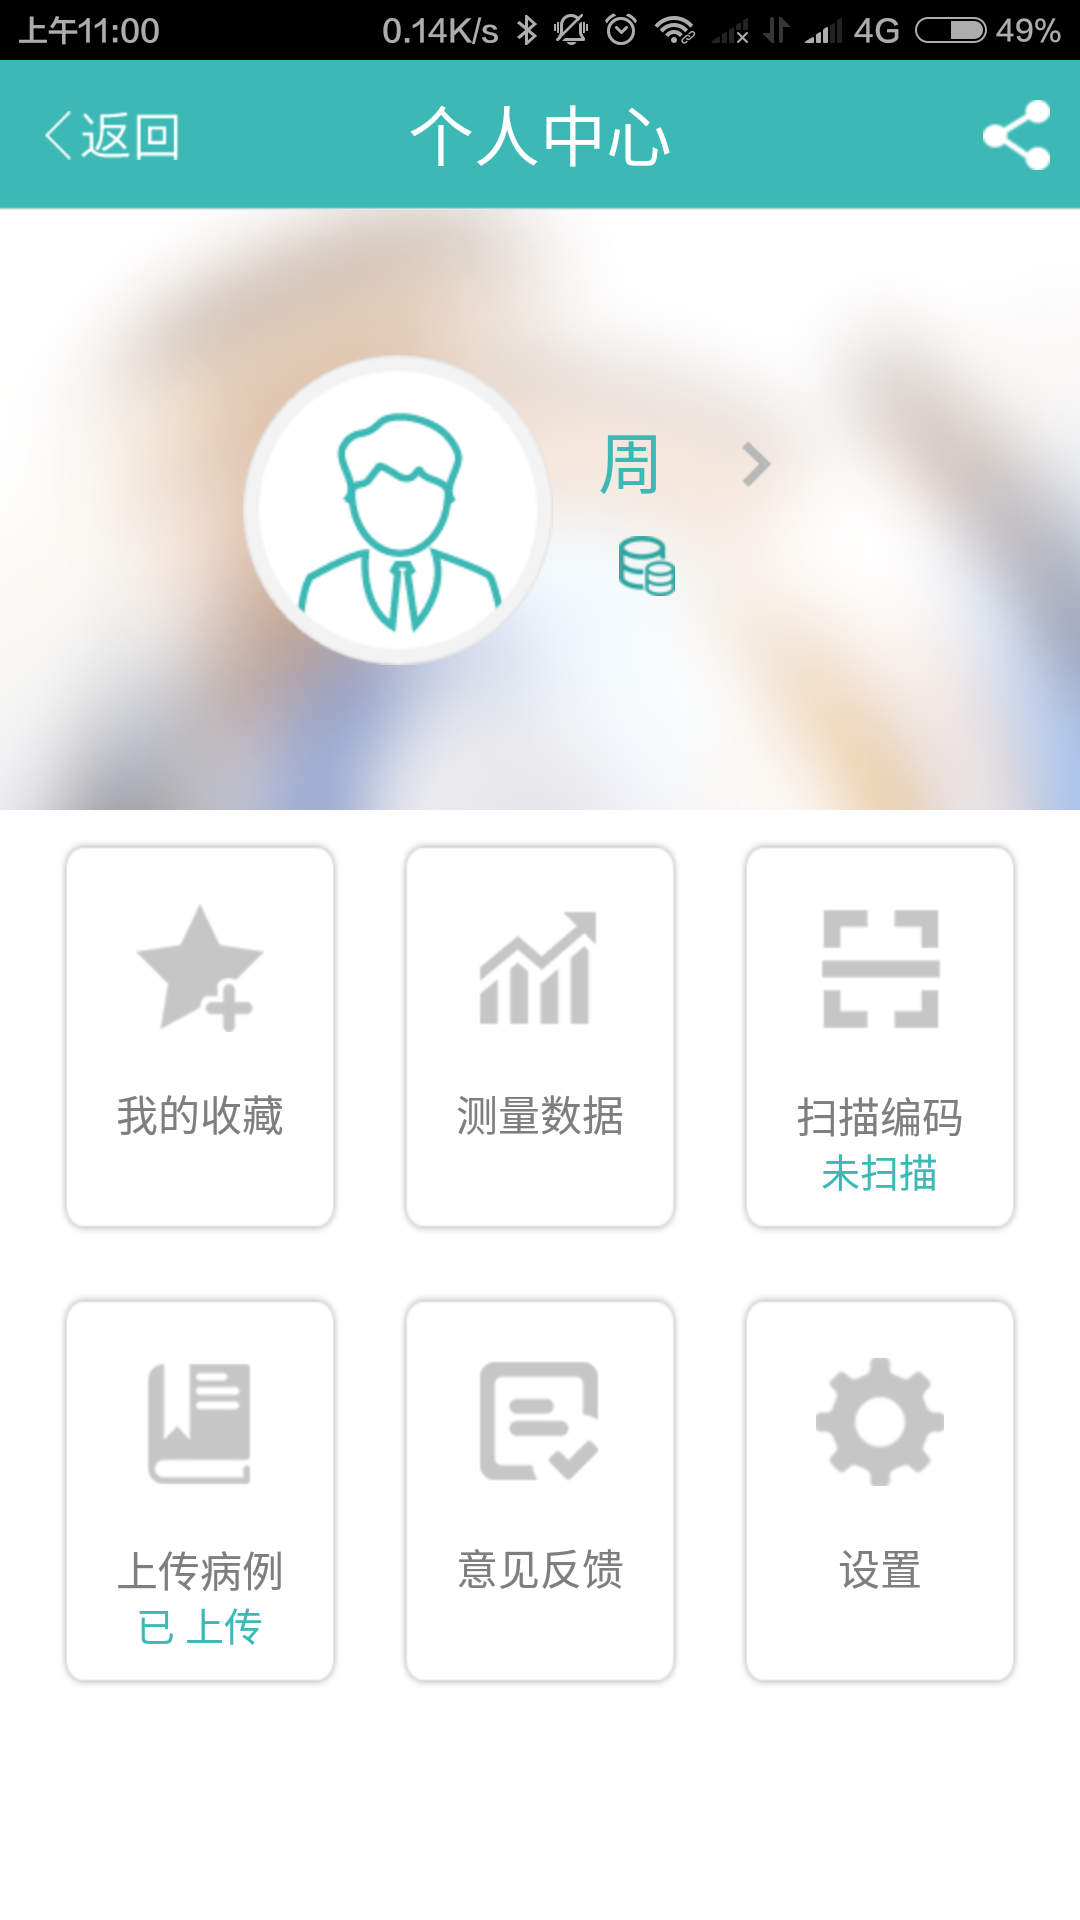 上午11:00 0.14K/s 4G 49%
返回 个人中心
周
我的收藏 测量数据 扫描编码
未扫描
上传病例 意见反馈 设置
已 上传